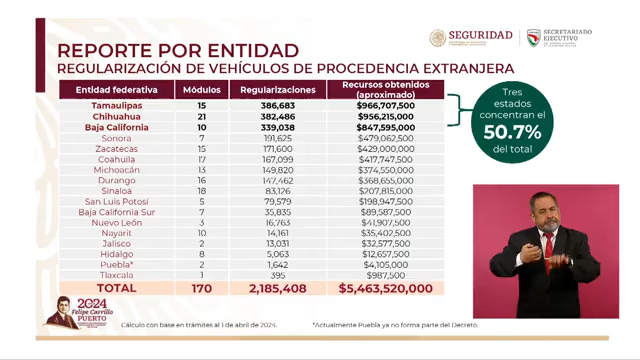 SEGURIDAD
SECRETARIADO
EJECUTIVO
REPORTE POR ENTIDAD
REGULARIZACIÓN DE VEHÍCULOS DE PROCEDENCIA EXTRANJERA
Entidad federativa Módulos Regularizaciones Recursos obtenidos (aproximado)
Tamaulipas 15 386,683 $966,707,500
Chihuahua 21 382,486 $956,215,000
Baja California 10 339,038 $847,595,000
Sonora 7 191,625 $479,062,500
Zacatecas 15 171,600 $429,000,000
Coahuila 17 167,099 $417,747,500
Michoacán 13 149,820 $374,550,000
Durango 16 147,462 $368,655,000
Sinaloa 18 83,126 $207,815,000
San Luis Potosí 5 79,579 $198,947,500
Baja California Sur 7 35,835 $89,587,500
Nuevo León 3 16,763 $41,907,500
Nayarit 10 14,161 $35,402,500
Jalisco 2 13,031 $32,577,500
Hidalgo 8 5,063 $12,657,500
Puebla* 2 1,642 $4,105,000
Tlaxcala 1 395 $987,500
TOTAL 170 2,185,408 $5,463,520,000
Tres
estados
concentran el
50.7%
del total
2024
Felipe Carrillo
PUERTO
Cálculo con base en trámites al 1 de abril de 2024.
*Actualmente Puebla ya no forma parte del Decreto.